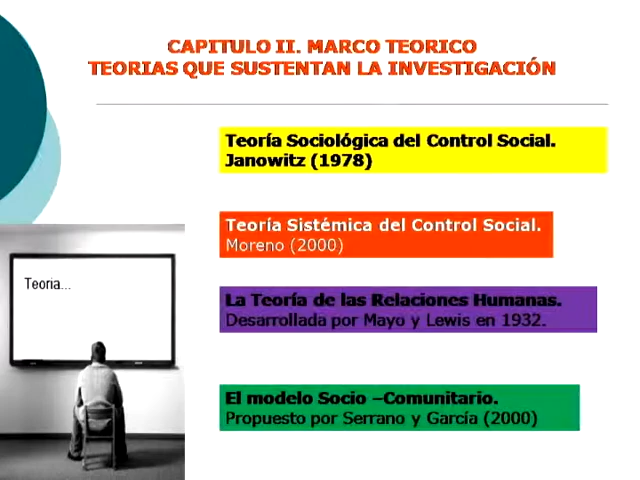 CAPITULO II. MARCO TEORICO
TEORIAS QUE SUSTENTAN LA INVESTIGACIÓN
Teoría Sociológica del Control Social.
Janowitz (1978)
Teoría Sistémica del Control Social.
Moreno (2000)
Teoria...
La Teoría de las Relaciones Humanas.
Desarrollada por Mayo y Lewis en 1932.
El modelo Socio –Comunitario.
Propuesto por Serrano y García (2000)